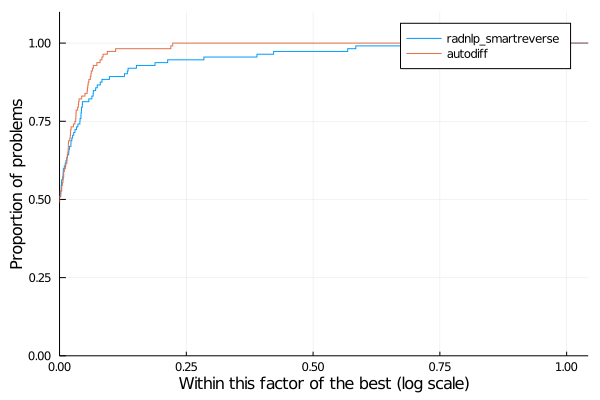 radnlp_smartreverse
autodiff
1.00
0.75
0.50
0.25
0.00
Proportion of problems
0.00 0.25 0.50 0.75 1.00
Within this factor of the best (log scale)